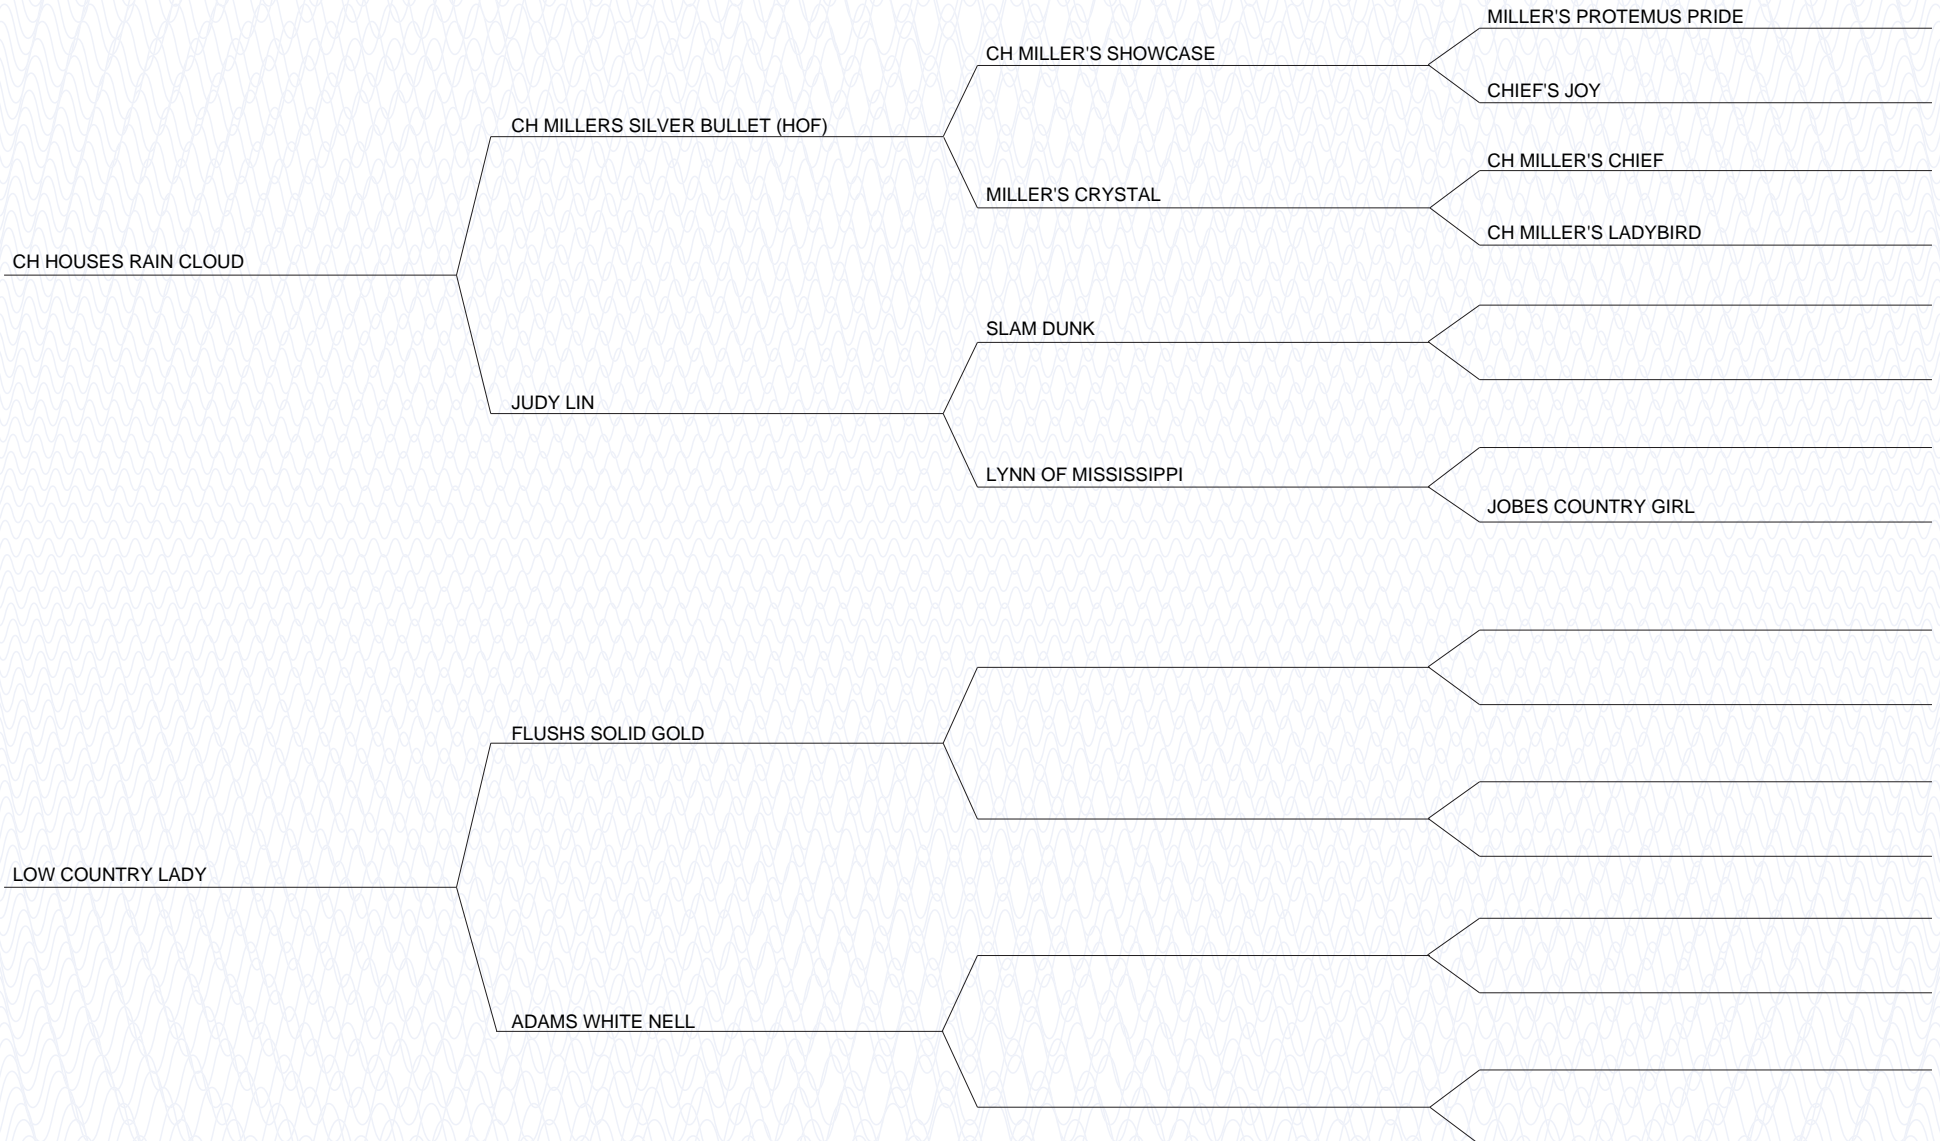 MILLER'S PROTEMUS PRIDE
CH MILLER'S SHOWCASE
CHIEF'S JOY
CH MILLERS SILVER BULLET (HOF)
CH MILLER'S CHIEF
MILLER'S CRYSTAL
CH MILLER'S LADYBIRD
CH HOUSES RAIN CLOUD
SLAM DUNK
JUDY LIN
LYNN OF MISSISSIPPI
JOBES COUNTRY GIRL
FLUSHS SOLID GOLD
LOW COUNTRY LADY
ADAMS WHITE NELL